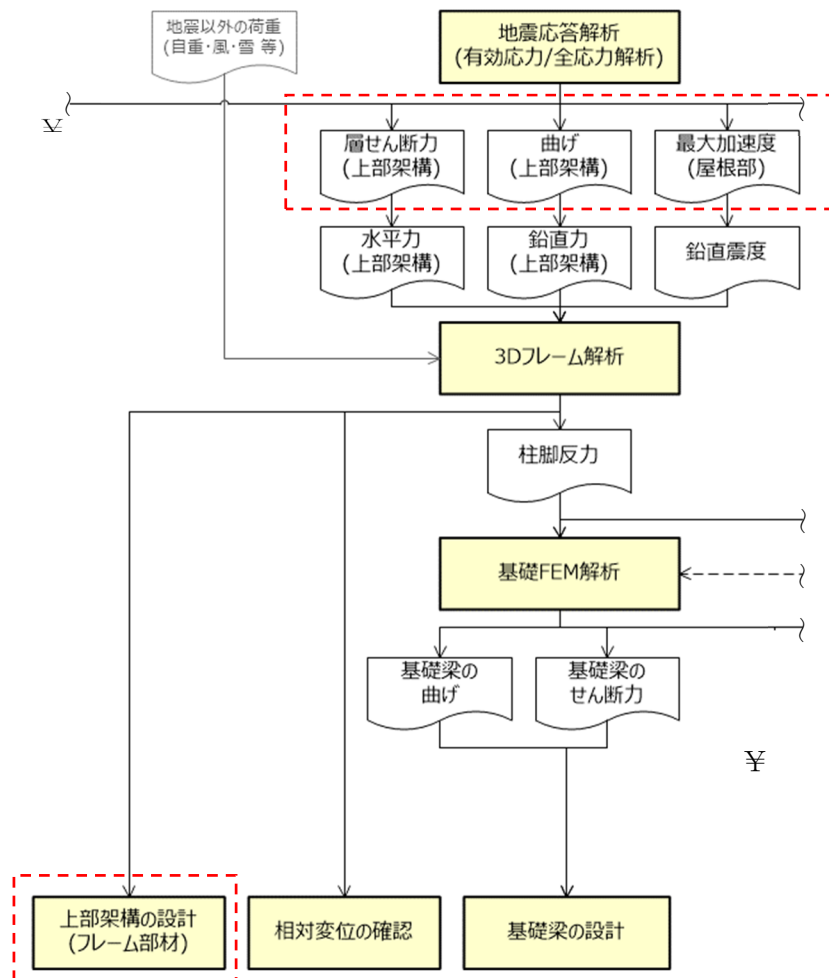 地震以外の荷重
(自重・風・雪 等)
地震応答解析
(有効応力/全応力解析)
¥
層せん断力
(上部架構)
曲げ
(上部架構)
最大加速度
(屋根部)
水平力
(上部架構)
鉛直力
(上部架構)
鉛直震度
3Dフレーム解析
柱脚反力
基礎FEM解析
基礎梁の
曲げ
基礎梁の
せん断力
¥
上部架構の設計
(フレーム部材)
相対変位の確認
基礎梁の設計